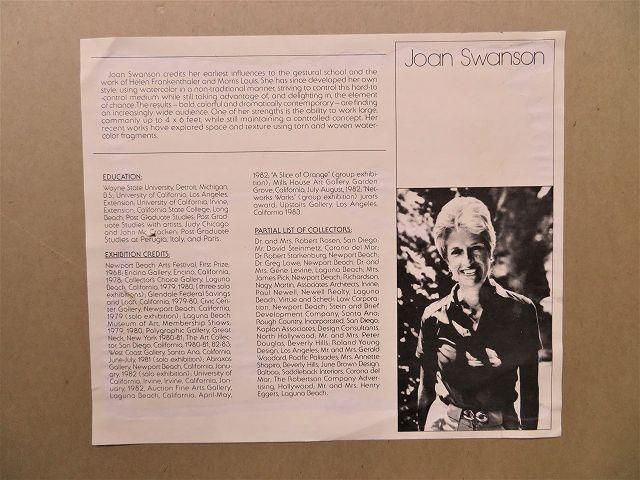 Joan Swanson
Joan Swanson credits her earliest influences to the gestural school and the
work of Helen Frankenthaler and Morris Louis. She has since developed her own
style, using watercolor in a non-traditional manner, striving to control this hard-to
-control medium while still taking advantage of, and delighting in, the element
of chance. The results – bold, colorful and dramatically contemporary – are finding
an increasingly wide audience. One of her strengths is the ability to work large,
commonly up to 4 x 6 feet, while still maintaining a controlled concept. Her
recent works have explored space and texture using torn and woven water-
color fragments.
EDUCATION:
Wayne State University, Detroit, Michigan,
B.S., University of California, Los Angeles,
Extension; University of California, Irvine,
Extension; California State College, Long
Beach; Post Graduate Studies; Post Grad-
uate Studies with artists, Judy Chicago
and John Mc Cracken; Post Graduate
Studies at Perugia, Italy, and Paris.
EXHIBITION CREDITS:
Newport Beach Arts Festival, First Prize,
1968; Encino Gallery, Encino, California,
1978; Collectors Choice Gallery, Laguna
Beach, California, 1979, 1980, (three solo
exhibitions); Glendale Federal Savings
and Loan, California, 1979-80; Civic Cen-
ter Gallery, Newport Beach, California,
1979 (solo exhibition); Laguna Beach
Museum of Art, Membership Shows,
1979, 1980; Polygraphic Gallery, Great
Neck, New York 1980-81; The Art Collec-
tor, San Diego, California, 1980-81, 82-83;
West Coast Gallery, Santa Ana, California,
June-July, 1981 (solo exhibition); Abraxas
Gallery, Newport Beach, California, Janu-
ary, 1982 (solo exhibition); University of
California, Irvine, Irvine, California, Jan-
uary, 1982; Auction Fine Arts Gallery,
Laguna Beach, California, April-May,
1982; "A Slice of Orange" (group exhibi-
tion), Mills House Art Gallery, Garden
Grove, California, July-August, 1982; "Net-
works Works" (group exhibition) juror's
award; Upstairs Gallery, Los Angeles,
California 1983.
PARTIAL LIST OF COLLECTORS:
Dr. and Mrs. Robert Rosen, San Diego;
Mr. David Steinmetz, Corona del Mar;
Dr. Robert Starkenburg, Newport Beach;
Dr. Greg Lowe, Newport Beach; Dr. and
Mrs. Gene Levine, Laguna Beach; Mrs.
James Pick, Newport Beach; Richardson,
Nagy, Martin, Associates, Architects, Irvine;
Paul Newell, Newell Realty, Laguna
Beach; Virtue and Scheck Law Corpora-
tion, Newport Beach; Stein and Brief
Development Company, Santa Ana;
Rough Country, Incorporated, San Diego;
Kaplan Associates, Design Consultants,
North Hollywood; Mr. and Mrs. Peter
Douglas, Beverly Hills; Roland Young
Design, Los Angeles; Mr. and Mrs. Gerald
Woodard, Pacific Palisades; Mrs. Annette
Shapiro, Beverly Hills; June Brown Design,
Balboa; Saddleback Interiors, Corona del
Mar; The Robertson Company Adver-
tising, Hollywood; Mr. and Mrs. Henry
Eggers, Laguna Beach.